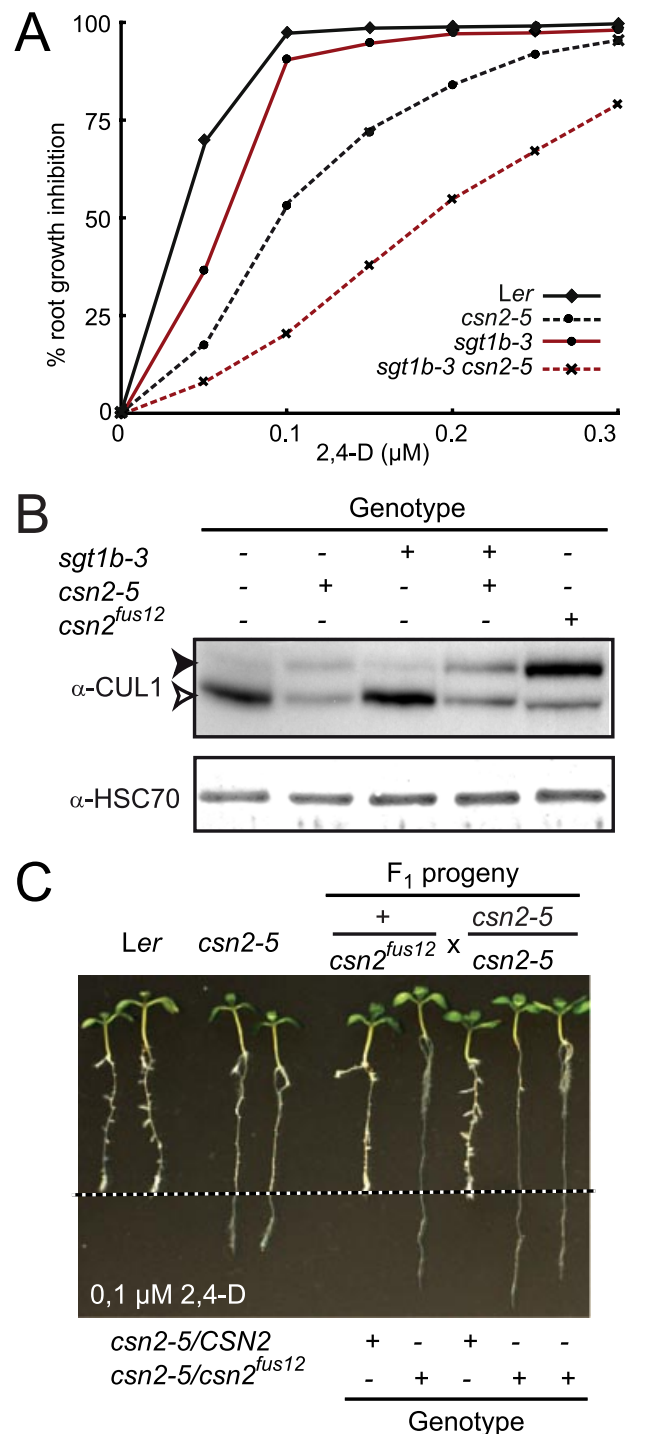 A
100
75
50
25
0
% root growth inhibition
0 0.1 0.2 0.3
2,4-D (µM)
Ler
csn2-5
sgt1b-3
sgt1b-3 csn2-5
B
Genotype
sgt1b-3 - - + + -
csn2-5 - + - + -
csn2fus12 - - - - +
α-CUL1
α-HSC70
C
F1 progeny
Ler csn2-5 + / csn2fus12 x csn2-5 / csn2-5
0,1 µM 2,4-D
csn2-5/CSN2 + - + - -
csn2-5/csn2fus12 - + - + +
Genotype